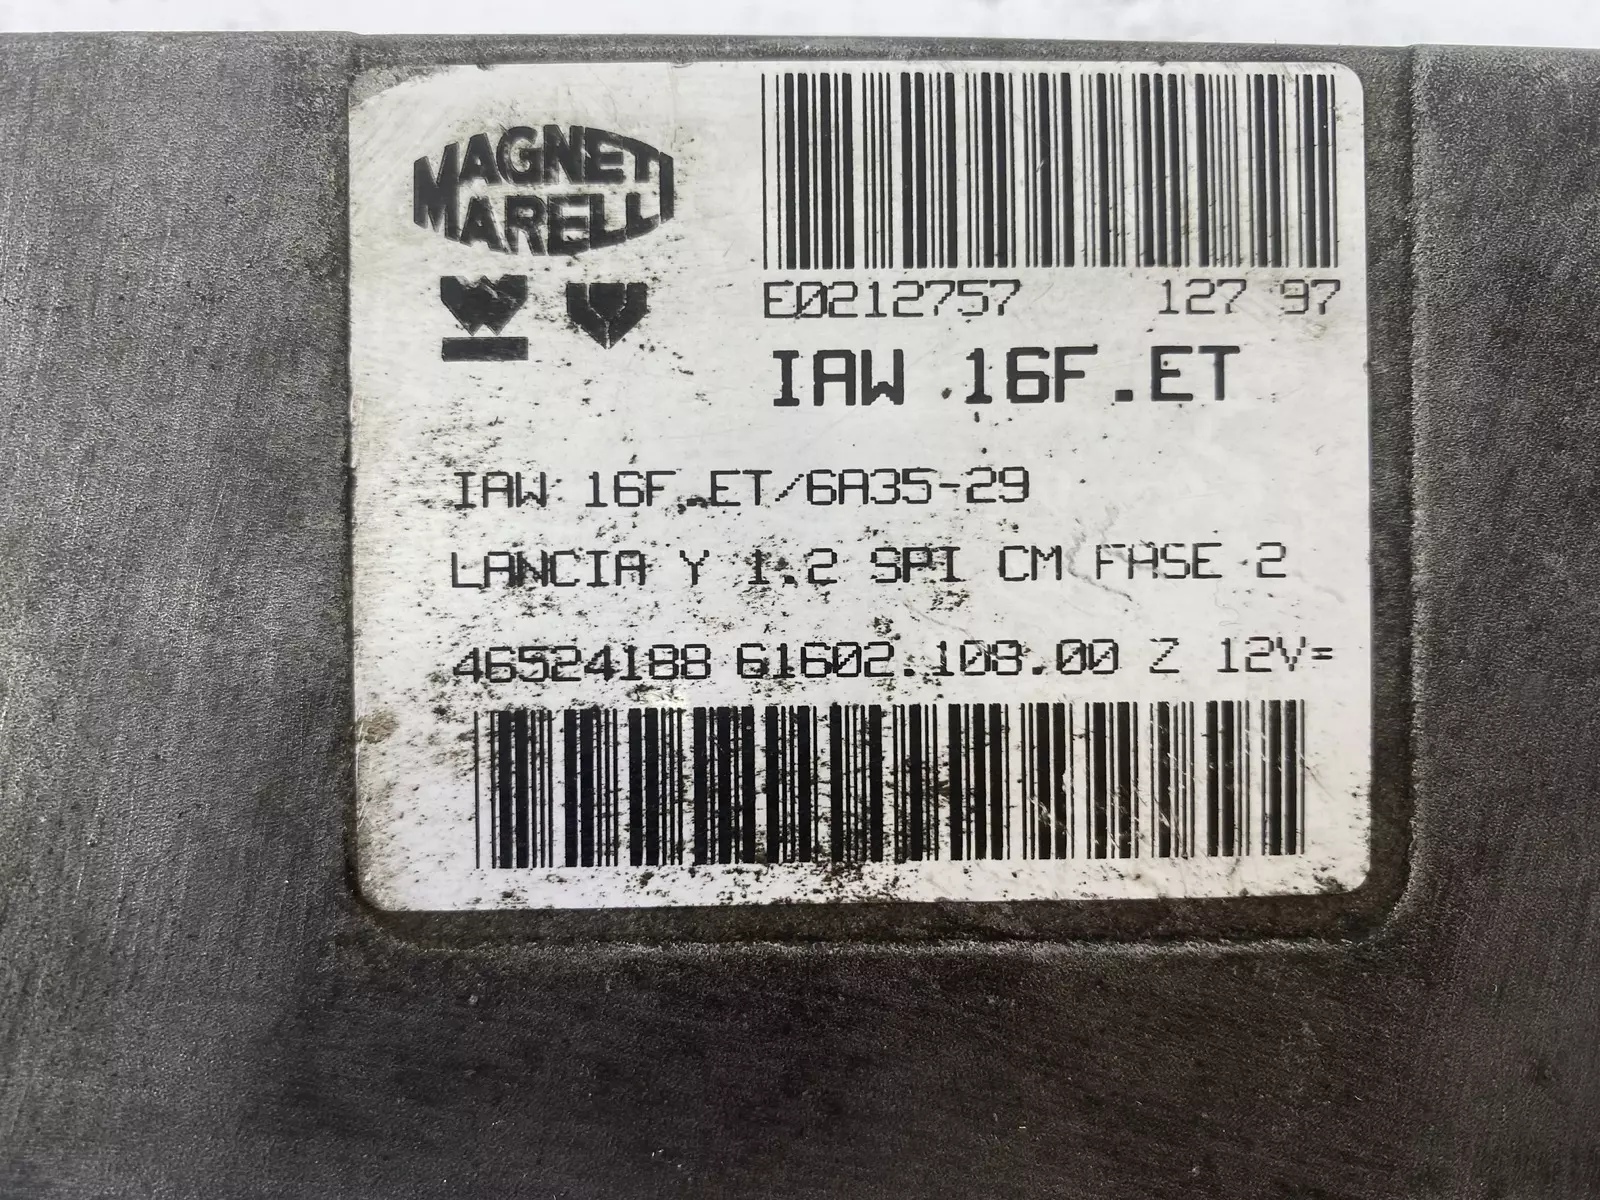 MAGNETI
MARELLI
E0212757 127 97
IAW 16F.ET
IAW 16F.ET/6A35-29
LANCIA Y 1.2 SPI CM FASE 2
46524188 61602.108.00 Z 12V=